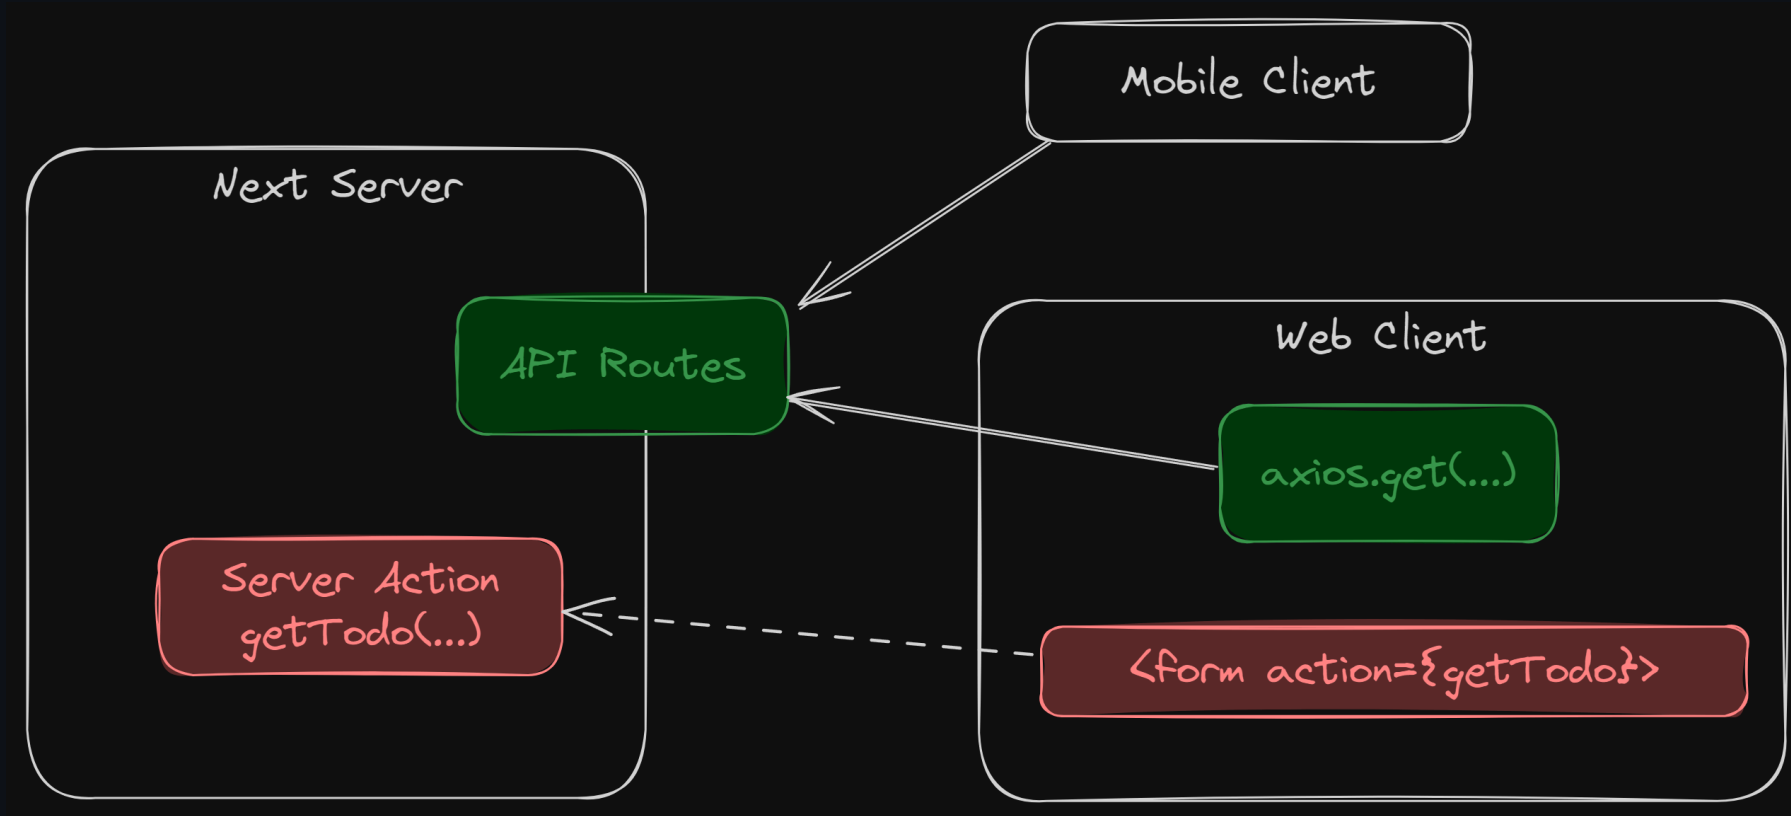 Mobile Client
Next Server
API Routes
Web Client
axios.get(...)
Server Action
getTodo(...)
<form action={getTodo}>